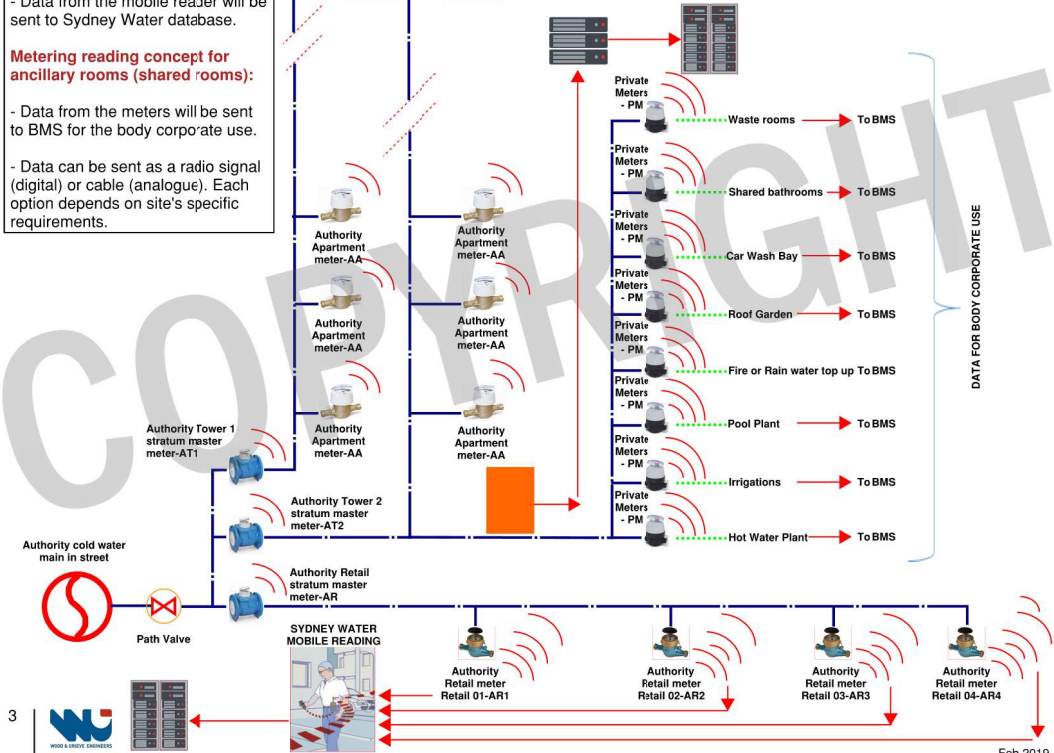 - Data from the mobile reader will be
sent to Sydney Water database.
Metering reading concept for
ancillary rooms (shared rooms):
- Data from the meters will be sent
to BMS for the body corporate use.
- Data can be sent as a radio signal
(digital) or cable (analogue). Each
option depends on site's specific
requirements.
Private
Meters
- PM
Waste rooms
To BMS
Private
Meters
- PM
Shared bathrooms
To BMS
Private
Meters
- PM
Car Wash Bay
To BMS
Private
Meters
- PM
Roof Garden
To BMS
Private
Meters
- PM
Fire or Rain water top up To BMS
Private
Meters
- PM
Pool Plant
To BMS
Private
Meters
- PM
Irrigations
To BMS
Private
Meters
- PM
Hot Water Plant
To BMS
DATA FOR BODY CORPORATE USE
COPYRIGHT
Authority
Apartment
meter-AA
Authority
Apartment
meter-AA
Authority
Apartment
meter-AA
Authority
Apartment
meter-AA
Authority
Apartment
meter-AA
Authority
Apartment
meter-AA
Authority Tower 1
stratum master
meter-AT1
Authority Tower 2
stratum master
meter-AT2
Authority cold water
main in street
Authority Retail
stratum master
meter-AR
Path Valve
SYDNEY WATER
MOBILE READING
Authority
Retail meter
Retail 01-AR1
Authority
Retail meter
Retail 02-AR2
Authority
Retail meter
Retail 03-AR3
Authority
Retail meter
Retail 04-AR4
3
WOOD & GRIEVE ENGINEERS
Feb 2019